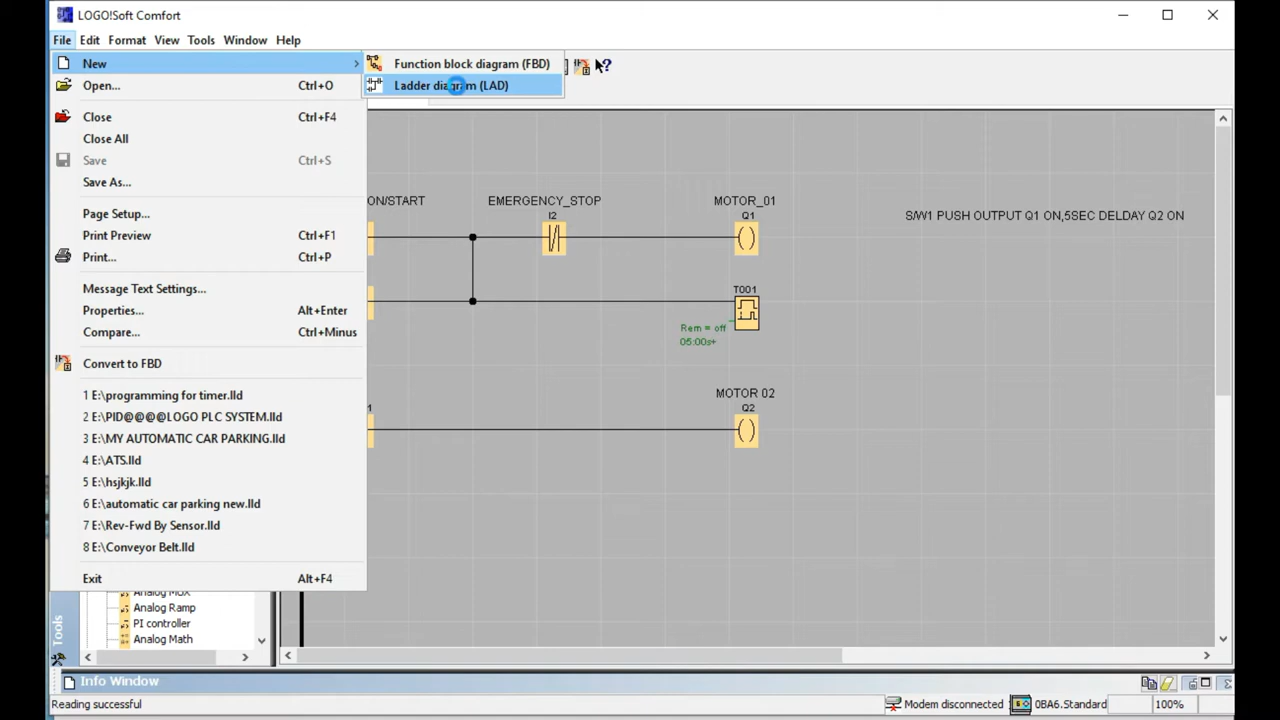 LOGO!Soft Comfort
File Edit Format View Tools Window Help
New
Function block diagram (FBD)
Ladder diagram (LAD)
Open... Ctrl+O
Close Ctrl+F4
Close All
Save Ctrl+S
Save As...
Page Setup...
Print Preview Ctrl+F1
Print... Ctrl+P
Message Text Settings...
Properties... Alt+Enter
Compare... Ctrl+Minus
Convert to FBD
1 E:\programming for timer.lld
2 E:\PID@@@@LOGO PLC SYSTEM.lld
3 E:\MY AUTOMATIC CAR PARKING.lld
4 E:\ATS.lld
5 E:\hsjkjk.lld
6 E:\automatic car parking new.lld
7 E:\Rev-Fwd By Sensor.lld
8 E:\Conveyor Belt.lld
Exit Alt+F4
ON/START EMERGENCY_STOP MOTOR_01
I2 Q1
S/W1 PUSH OUTPUT Q1 ON,5SEC DELDAY Q2 ON
T001
Rem = off
05:00s+
MOTOR 02
1 Q2
Analog MUX
Analog Ramp
PI controller
Analog Math
Tools
Info Window
Reading successful
Modem disconnected
0BA6.Standard
100%